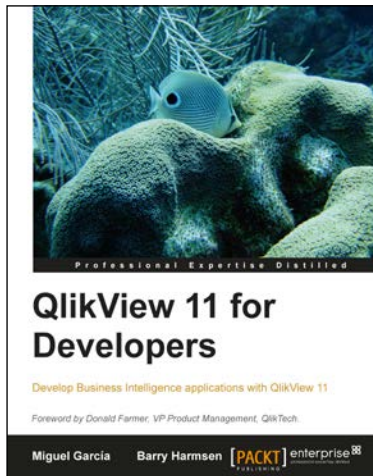 Professional Expertise Distilled
QlikView 11 for
Developers
Develop Business Intelligence applications with QlikView 11
Foreword by Donald Farmer, VP Product Management, QlikTech.
Miguel García Barry Harmsen [PACKT] enterprise
PUBLISHING